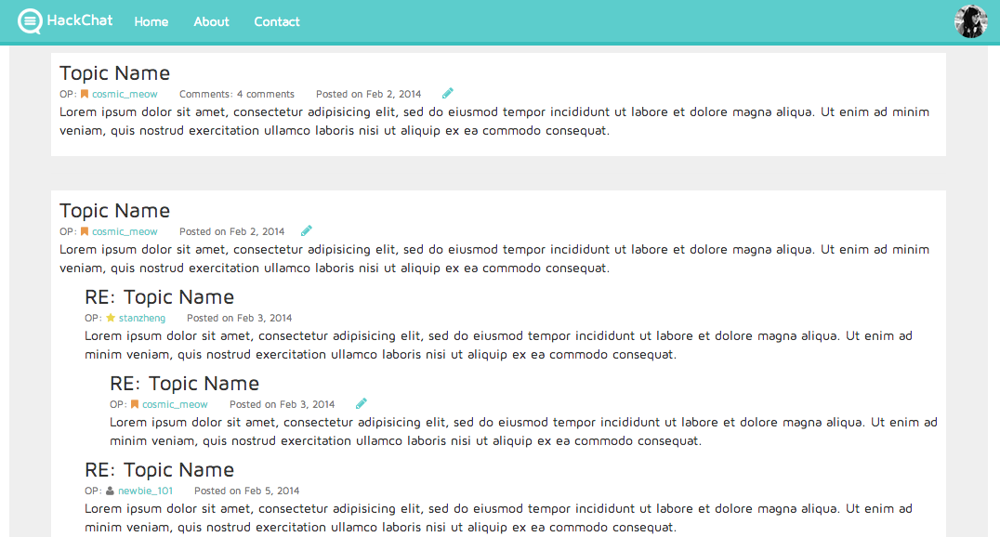 HackChat Home About Contact
Topic Name
OP: cosmic_meow Comments: 4 comments Posted on Feb 2, 2014
Lorem ipsum dolor sit amet, consectetur adipisicing elit, sed do eiusmod tempor incididunt ut labore et dolore magna aliqua. Ut enim ad minim
veniam, quis nostrud exercitation ullamco laboris nisi ut aliquip ex ea commodo consequat.
Topic Name
OP: cosmic_meow Posted on Feb 2, 2014
Lorem ipsum dolor sit amet, consectetur adipisicing elit, sed do eiusmod tempor incididunt ut labore et dolore magna aliqua. Ut enim ad minim
veniam, quis nostrud exercitation ullamco laboris nisi ut aliquip ex ea commodo consequat.
RE: Topic Name
OP: stanzheng Posted on Feb 3, 2014
Lorem ipsum dolor sit amet, consectetur adipisicing elit, sed do eiusmod tempor incididunt ut labore et dolore magna aliqua. Ut enim ad
minim veniam, quis nostrud exercitation ullamco laboris nisi ut aliquip ex ea commodo consequat.
RE: Topic Name
OP: cosmic_meow Posted on Feb 3, 2014
Lorem ipsum dolor sit amet, consectetur adipisicing elit, sed do eiusmod tempor incididunt ut labore et dolore magna aliqua. Ut enim ad
minim veniam, quis nostrud exercitation ullamco laboris nisi ut aliquip ex ea commodo consequat.
RE: Topic Name
OP: newbie_101 Posted on Feb 5, 2014
Lorem ipsum dolor sit amet, consectetur adipisicing elit, sed do eiusmod tempor incididunt ut labore et dolore magna aliqua. Ut enim ad
minim veniam, quis nostrud exercitation ullamco laboris nisi ut aliquip ex ea commodo consequat.